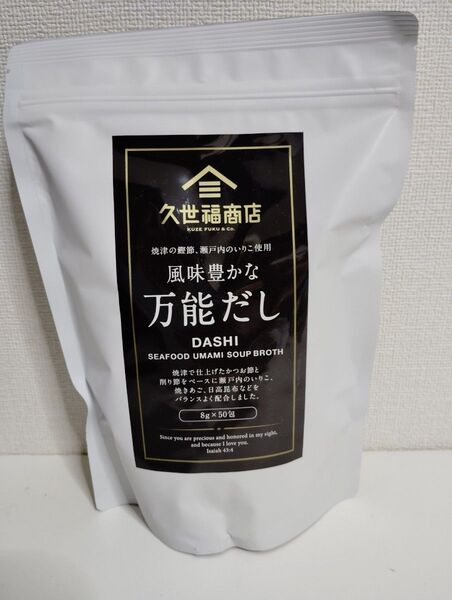 久世福商店
KUZE FUKU & Co.
焼津の鰹節、瀬戸内のいりこ使用
風味豊かな
万能だし
DASHI
SEAFOOD UMAMI SOUP BROTH
焼津で仕上げたかつお節と
削り節をベースに瀬戸内のいりこ、
焼きあご、日高昆布などを
バランスよく配合しました。
8g×50包
Since you are precious and honored in my sight,
and because I love you.
Isaiah 43:4